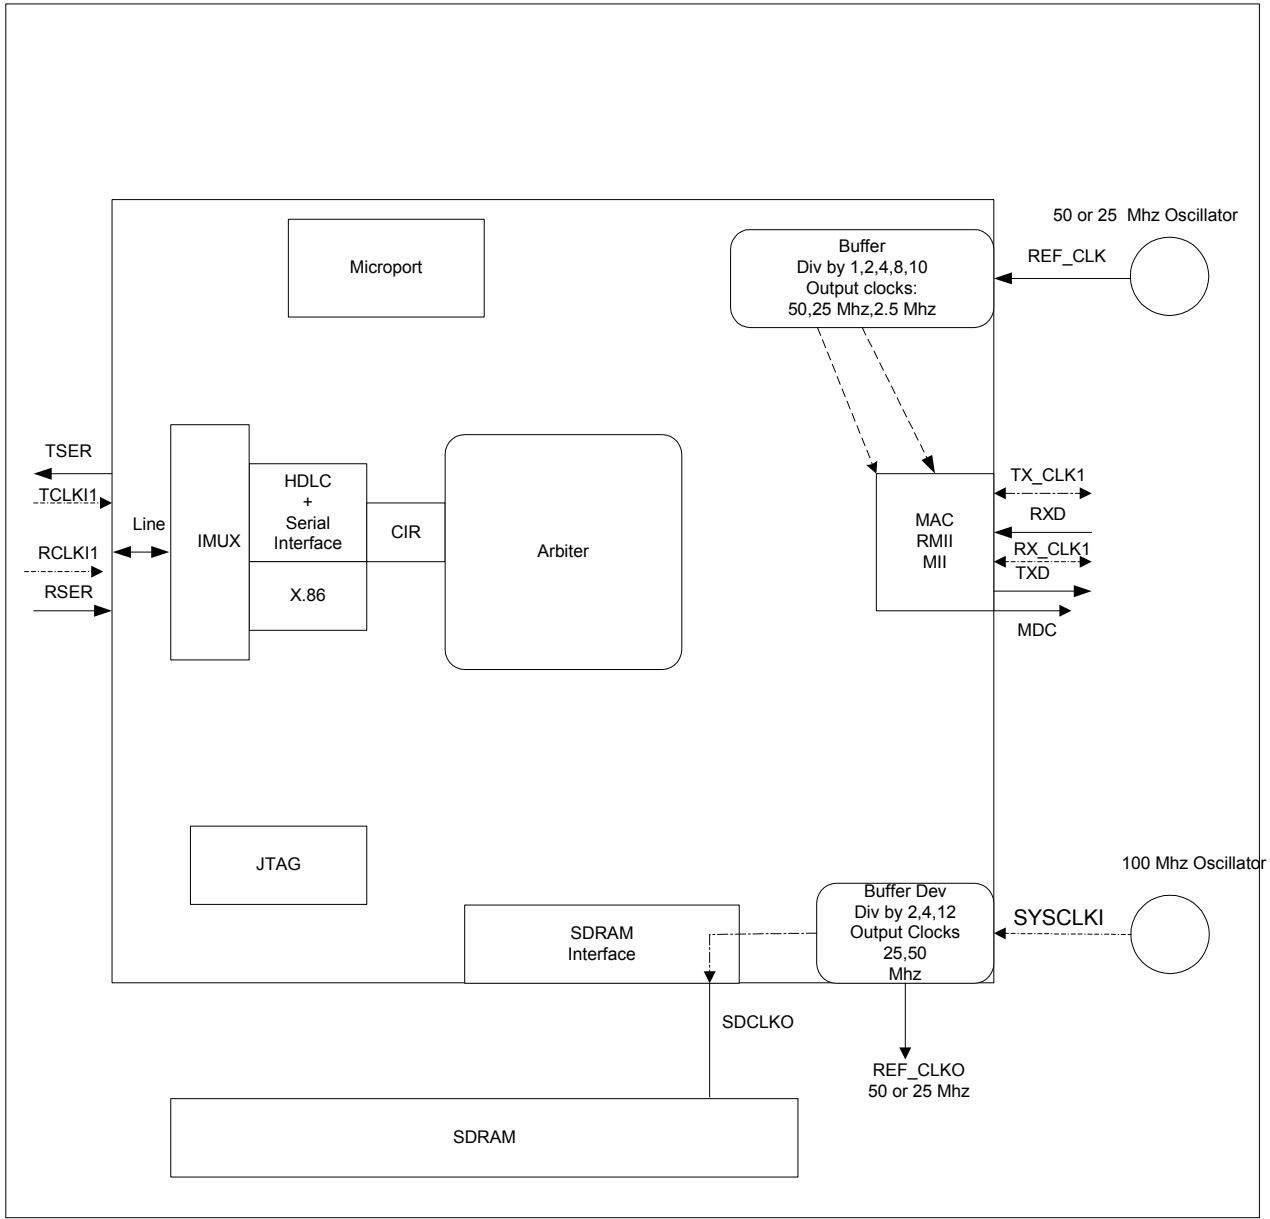 50 or 25 Mhz Oscillator
REF_CLK
Buffer
Div by 1,2,4,8,10
Output clocks:
50,25 Mhz,2.5 Mhz
Microport
TSER
TCLKI1
Line
RCLKI1
RSER
IMUX
HDLC
+
Serial
Interface
X.86
CIR
Arbiter
MAC
RMII
MII
TX_CLK1
RXD
RX_CLK1
TXD
MDC
JTAG
SDRAM
Interface
Buffer Dev
Div by 2,4,12
Output Clocks
25,50
Mhz
100 Mhz Oscillator
SYSCLKI
SDCLKO
REF_CLKO
50 or 25 Mhz
SDRAM